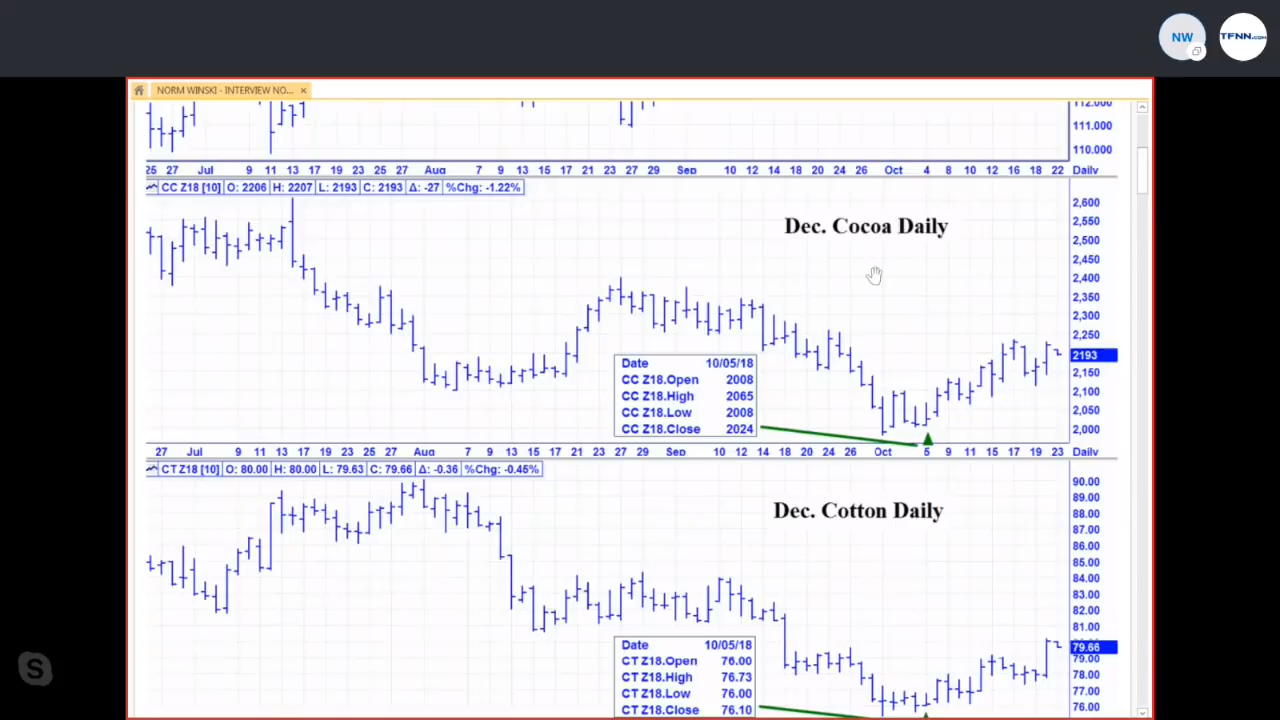 NW
TFNN.COM
NORM WINSKI - INTERVIEW NO... ×
112.000
111.000
110.000
25 27 Jul 9 11 13 17 19 23 25 27 Aug 7 9 13 15 17 21 23 27 29 Sep 10 12 14 18 20 24 26 Oct 4 8 10 12 16 18 22 Daily
CC Z18 [10] O: 2206 H: 2207 L: 2193 C: 2193 Δ: -27 %Chg: -1.22%
Dec. Cocoa Daily
2,600
2,550
2,500
2,450
2,400
2,350
2,300
2,250
2193
2,150
2,100
2,050
2,000
Date 10/05/18
CC Z18.Open 2008
CC Z18.High 2065
CC Z18.Low 2008
CC Z18.Close 2024
27 Jul 9 11 13 17 19 23 25 27 Aug 7 9 13 15 17 21 23 27 29 Sep 10 12 14 18 20 24 26 Oct 5 9 11 15 17 19 23 Daily
CT Z18 [10] O: 80.00 H: 80.00 L: 79.63 C: 79.66 Δ: -0.36 %Chg: -0.45%
Dec. Cotton Daily
90.00
89.00
88.00
87.00
86.00
85.00
84.00
83.00
82.00
81.00
79.66
79.00
78.00
77.00
76.00
Date 10/05/18
CT Z18.Open 76.00
CT Z18.High 76.73
CT Z18.Low 76.00
CT Z18.Close 76.10
S